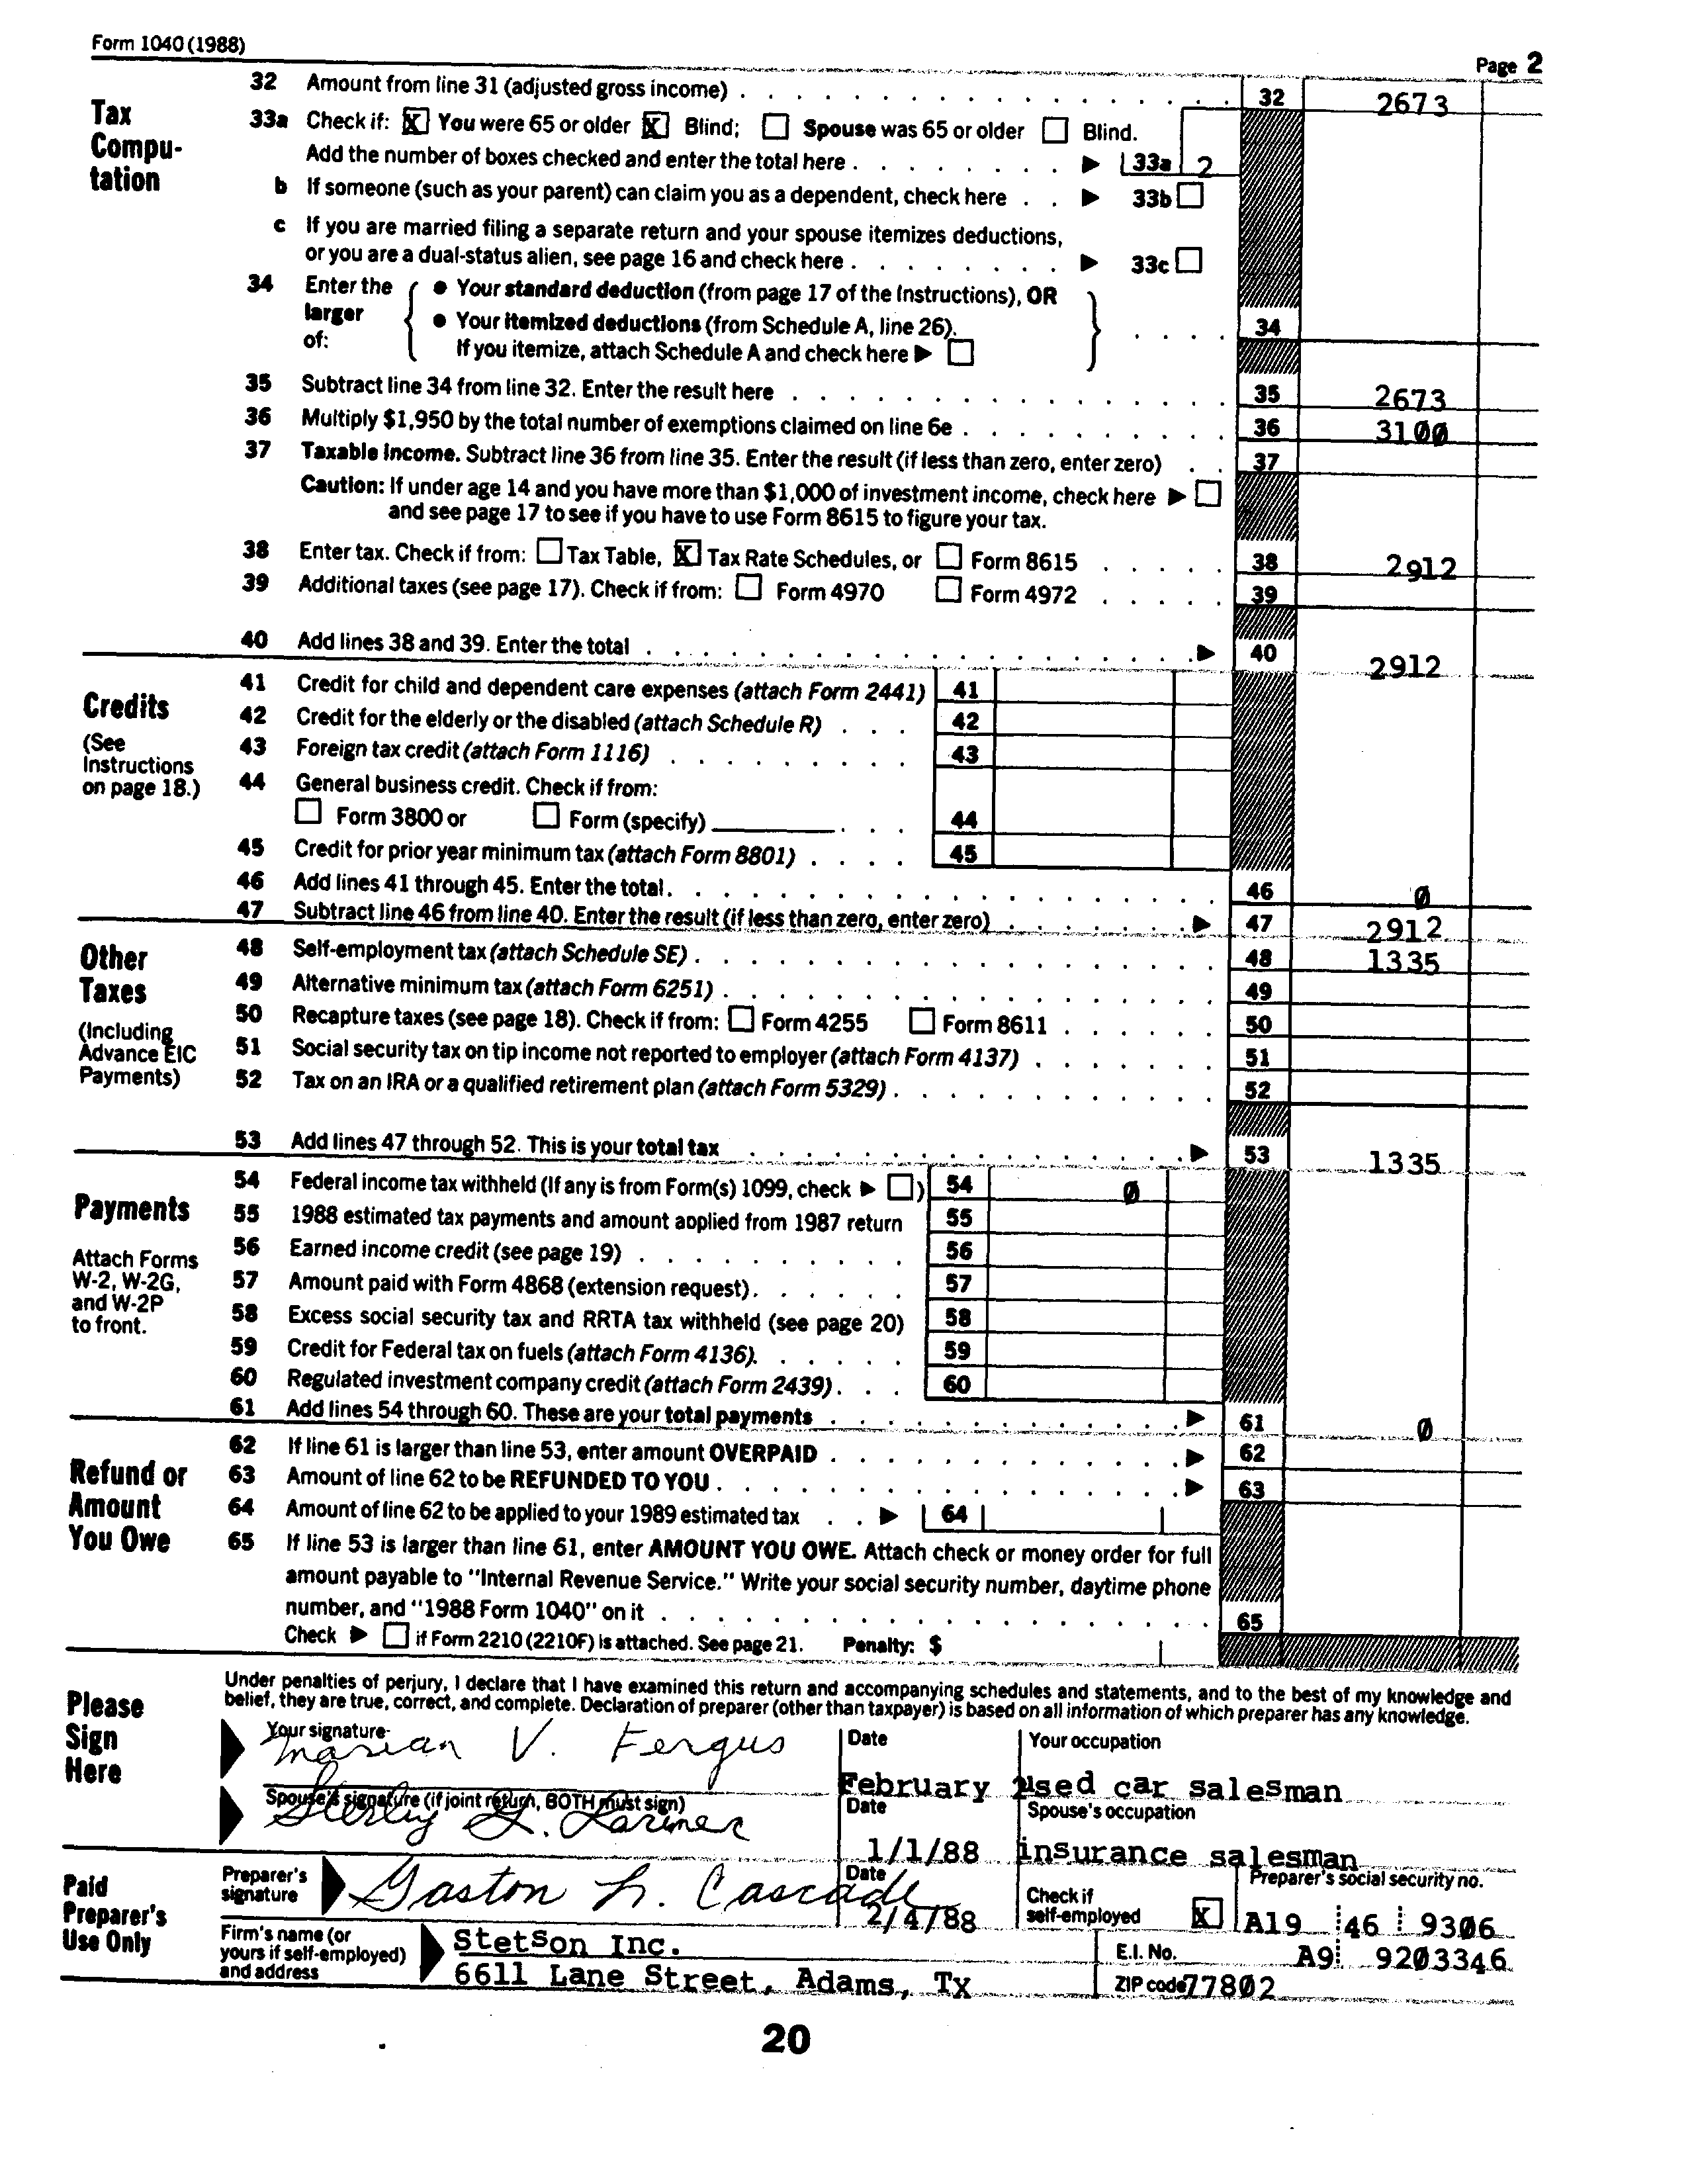 Form 1040 (1988)
Page 2
Tax Compu-
tation
32 Amount from line 31 (adjusted gross income) . . . . . . . . . . 32 2673
33a Check if: [X] You were 65 or older [X] Blind; [ ] Spouse was 65 or older [ ] Blind.
Add the number of boxes checked and enter the total here . . . . . . . ▶ 33a 2
b If someone (such as your parent) can claim you as a dependent, check here . . ▶ 33b [ ]
c If you are married filing a separate return and your spouse itemizes deductions,
or you are a dual-status alien, see page 16 and check here . . . . . . . ▶ 33c [ ]
34 Enter the larger of: { ● Your standard deduction (from page 17 of the Instructions), OR
● Your itemized deductions (from Schedule A, line 26).
If you itemize, attach Schedule A and check here ▶ [ ] } . . . . 34
35 Subtract line 34 from line 32. Enter the result here . . . . . . . . . . 35 2673
36 Multiply $1,950 by the total number of exemptions claimed on line 6e . . . . . . . . . . 36 3100
37 Taxable income. Subtract line 36 from line 35. Enter the result (if less than zero, enter zero) . . 37
Caution: If under age 14 and you have more than $1,000 of investment income, check here ▶ [ ]
and see page 17 to see if you have to use Form 8615 to figure your tax.
38 Enter tax. Check if from: [ ] Tax Table, [X] Tax Rate Schedules, or [ ] Form 8615 . . . . . 38 2912
39 Additional taxes (see page 17). Check if from: [ ] Form 4970 [ ] Form 4972 . . . . . 39
40 Add lines 38 and 39. Enter the total . . . . . . . . . . ▶ 40 2912
Credits
(See
Instructions
on page 18.)
41 Credit for child and dependent care expenses (attach Form 2441) 41
42 Credit for the elderly or the disabled (attach Schedule R) . . . 42
43 Foreign tax credit (attach Form 1116) . . . . . . . . . 43
44 General business credit. Check if from:
[ ] Form 3800 or [ ] Form (specify) ________ . . . 44
45 Credit for prior year minimum tax (attach Form 8801) . . . . 45
46 Add lines 41 through 45. Enter the total . . . . . . . . . . 46 0
47 Subtract line 46 from line 40. Enter the result (if less than zero, enter zero) . . . . . . . ▶ 47 2912
Other
Taxes
(Including
Advance EIC
Payments)
48 Self-employment tax (attach Schedule SE) . . . . . . . . . . 48 1335
49 Alternative minimum tax (attach Form 6251) . . . . . . . . . . 49
50 Recapture taxes (see page 18). Check if from: [ ] Form 4255 [ ] Form 8611 . . . . . . 50
51 Social security tax on tip income not reported to employer (attach Form 4137) . . . . . . . 51
52 Tax on an IRA or a qualified retirement plan (attach Form 5329) . . . . . . . . . . 52
53 Add lines 47 through 52. This is your total tax . . . . . . . . . . ▶ 53 1335
Payments
Attach Forms
W-2, W-2G,
and W-2P
to front.
54 Federal income tax withheld (If any is from Form(s) 1099, check ▶ [ ]) 54 0
55 1988 estimated tax payments and amount applied from 1987 return 55
56 Earned income credit (see page 19) . . . . . . . . . . 56
57 Amount paid with Form 4868 (extension request) . . . . . . 57
58 Excess social security tax and RRTA tax withheld (see page 20) 58
59 Credit for Federal tax on fuels (attach Form 4136). . . . . . 59
60 Regulated investment company credit (attach Form 2439) . . . 60
61 Add lines 54 through 60. These are your total payments . . . . . . . . . . ▶ 61 0
Refund or
Amount
You Owe
62 If line 61 is larger than line 53, enter amount OVERPAID . . . . . . . . . . ▶ 62
63 Amount of line 62 to be REFUNDED TO YOU . . . . . . . . . . ▶ 63
64 Amount of line 62 to be applied to your 1989 estimated tax . . ▶ 64
65 If line 53 is larger than line 61, enter AMOUNT YOU OWE. Attach check or money order for full
amount payable to "Internal Revenue Service." Write your social security number, daytime phone
number, and "1988 Form 1040" on it . . . . . . . . . . 65
Check ▶ [ ] if Form 2210 (2210F) is attached. See page 21. Penalty: $
Please
Sign
Here
Under penalties of perjury, I declare that I have examined this return and accompanying schedules and statements, and to the best of my knowledge and
belief, they are true, correct, and complete. Declaration of preparer (other than taxpayer) is based on all information of which preparer has any knowledge.
Your signature Marian V. Fergus
Date February
Your occupation used car salesman
Spouse's signature (if joint return, BOTH must sign) Sterling L. Larimer
Date 1/1/88
Spouse's occupation insurance salesman
Paid
Preparer's
Use Only
Preparer's signature Gaston h. Cascade
Date 2/4/88
Check if self-employed [X]
Preparer's social security no. A19 46 9306
Firm's name (or yours if self-employed) and address
Stetson Inc.
6611 Lane Street, Adams, Tx
E.I. No. A9 9203346
ZIP code 77802
20